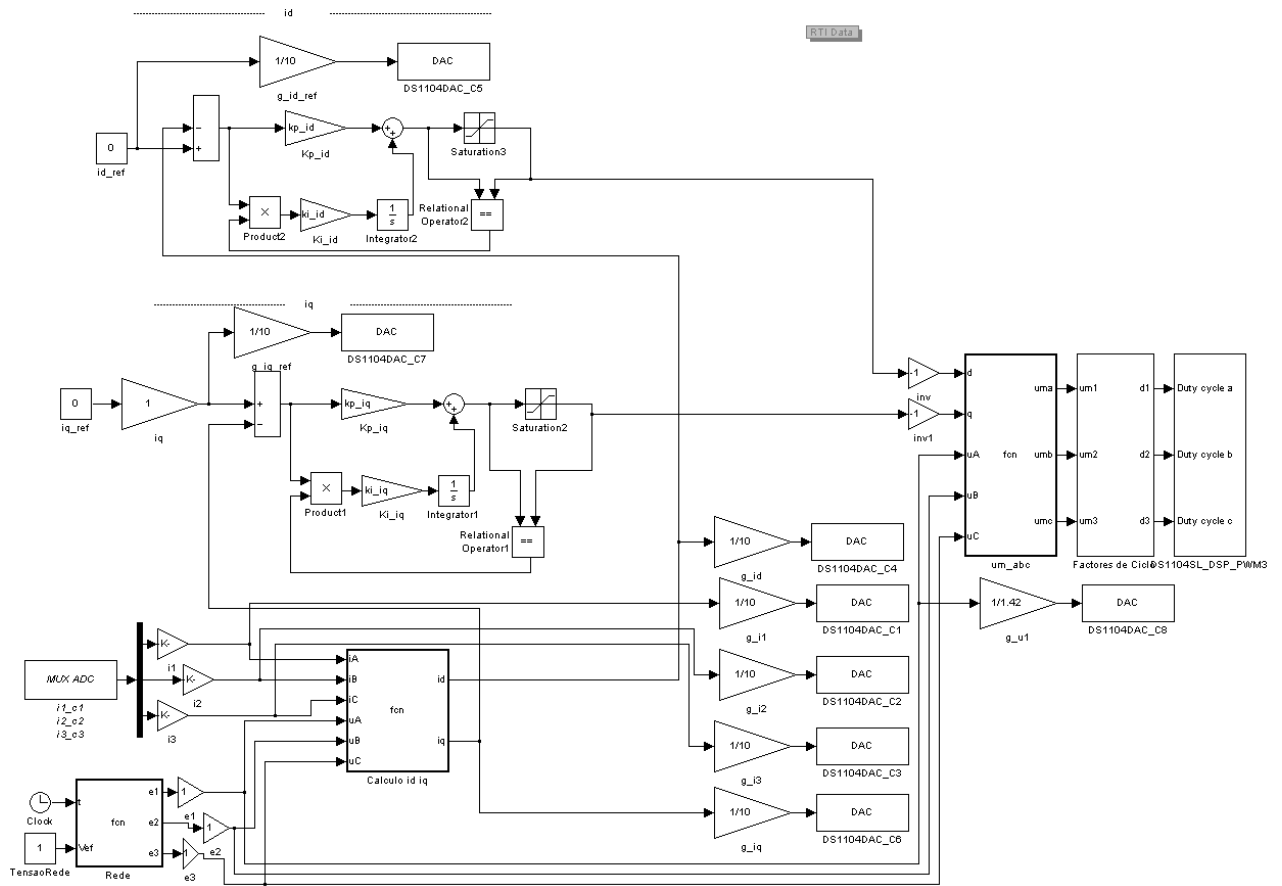 id
RTI Data
1/10
DAC
g_id_ref
DS1104DAC_C5
0
id_ref
kp_id
Kp_id
Saturation3
Product2
ki_id
Ki_id
1
s
Integrator2
Relational
Operator2
==
iq
1/10
DAC
g_iq_ref
DS1104DAC_C7
0
iq_ref
1
iq
kp_iq
Kp_iq
Saturation2
Product1
ki_iq
Ki_iq
1
s
Integrator1
Relational
Operator1
==
-1
inv
-1
inv1
d
q
uA
uB
uC
fcn
uma
umb
umc
um_abc
um1
um2
um3
d1
d2
d3
Factores de Ciclo
Duty cycle a
Duty cycle b
Duty cycle c
DS1104SL_DSP_PWM3
1/10
DAC
g_id
DS1104DAC_C4
1/10
DAC
g_i1
DS1104DAC_C1
1/1.42
DAC
g_u1
DS1104DAC_C8
1/10
DAC
g_i2
DS1104DAC_C2
1/10
DAC
g_i3
DS1104DAC_C3
1/10
DAC
g_iq
DS1104DAC_C6
MUX ADC
i1_c1
i2_c2
i3_c3
K-
i1
K-
i2
K-
i3
iA
iB
iC
uA
uB
uC
fcn
id
iq
Calculo id iq
Clock
1
TensaoRede
t
Vef
fcn
e1
e2
e3
Rede
1
e1
1
e2
1
e3